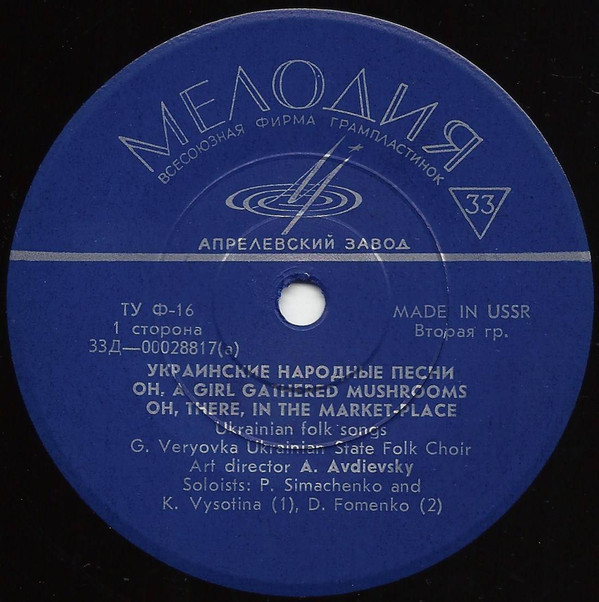 МЕЛОДИЯ
ВСЕСОЮЗНАЯ ФИРМА ГРАМПЛАСТИНОК
33
АПРЕЛЕВСКИЙ ЗАВОД
ТУ Ф-16
MADE IN USSR
1 сторона
Вторая гр.
33Д—00028817(а)
УКРАИНСКИЕ НАРОДНЫЕ ПЕСНИ
OH, A GIRL GATHERED MUSHROOMS
OH, THERE, IN THE MARKET-PLACE
Ukrainian folk songs
G. Veryovka Ukrainian State Folk Choir
Art director A. Avdievsky
Soloists: P. Simachenko and
K. Vysotina (1), D. Fomenko (2)